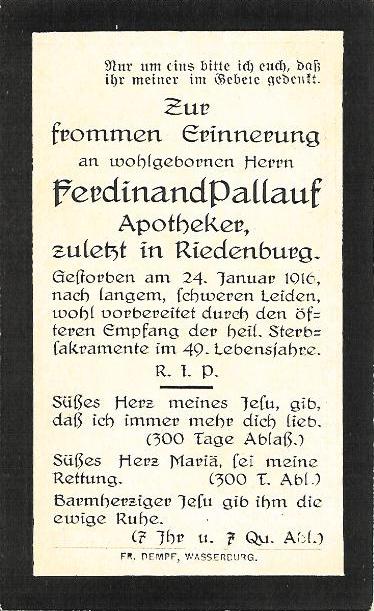 Nur um eins bitte ich euch, daß
ihr meiner im Gebete gedenkt.
Zur
frommen Erinnerung
an wohlgebornen Herrn
Ferdinand Pallauf
Apotheker,
zuletzt in Riedenburg.
Gestorben am 24. Januar 1916,
nach langem, schweren Leiden,
wohl vorbereitet durch den öf=
teren Empfang der heil. Sterb=
sakramente im 49. Lebensjahre.
R. I. P.
Süßes Herz meines Jesu, gib,
daß ich immer mehr dich lieb.
(300 Tage Ablaß.)
Süßes Herz Mariä, sei meine
Rettung. (300 T. Abl.)
Barmherziger Jesu gib ihm die
ewige Ruhe.
(7 Jhr u. 7 Qu. Abl.)
FR. DEMPF, WASSERBURG.